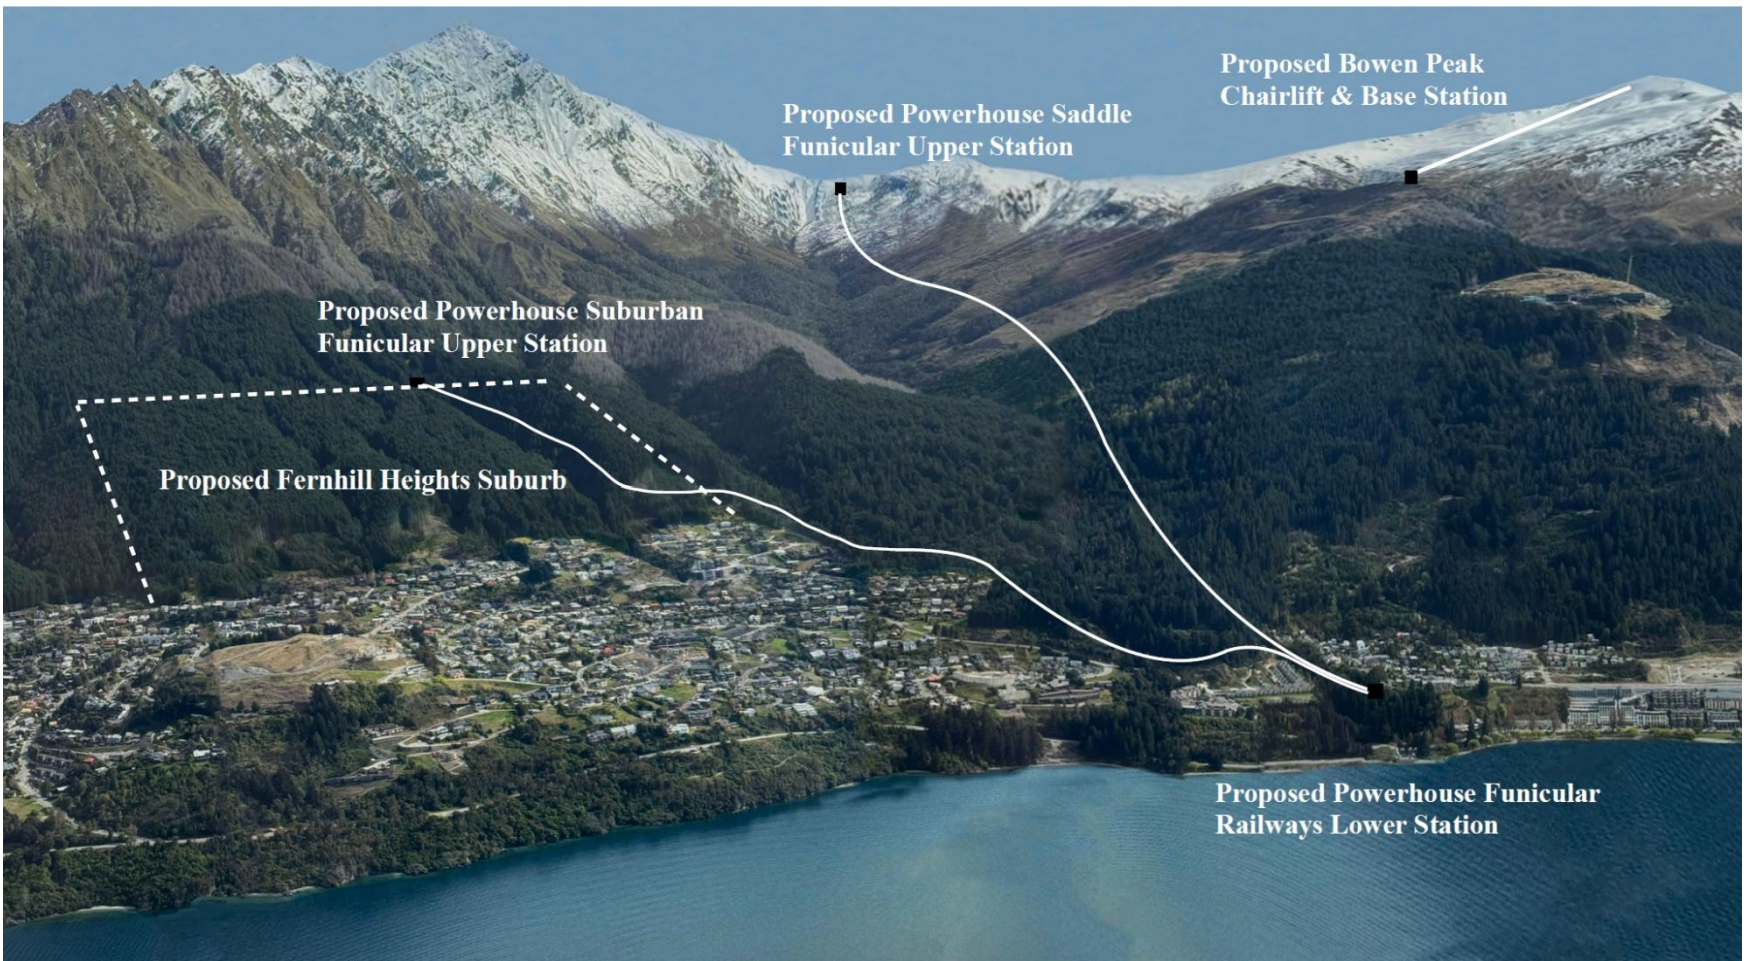 Proposed Bowen Peak
Chairlift & Base Station
Proposed Powerhouse Saddle
Funicular Upper Station
Proposed Powerhouse Suburban
Funicular Upper Station
Proposed Fernhill Heights Suburb
Proposed Powerhouse Funicular
Railways Lower Station